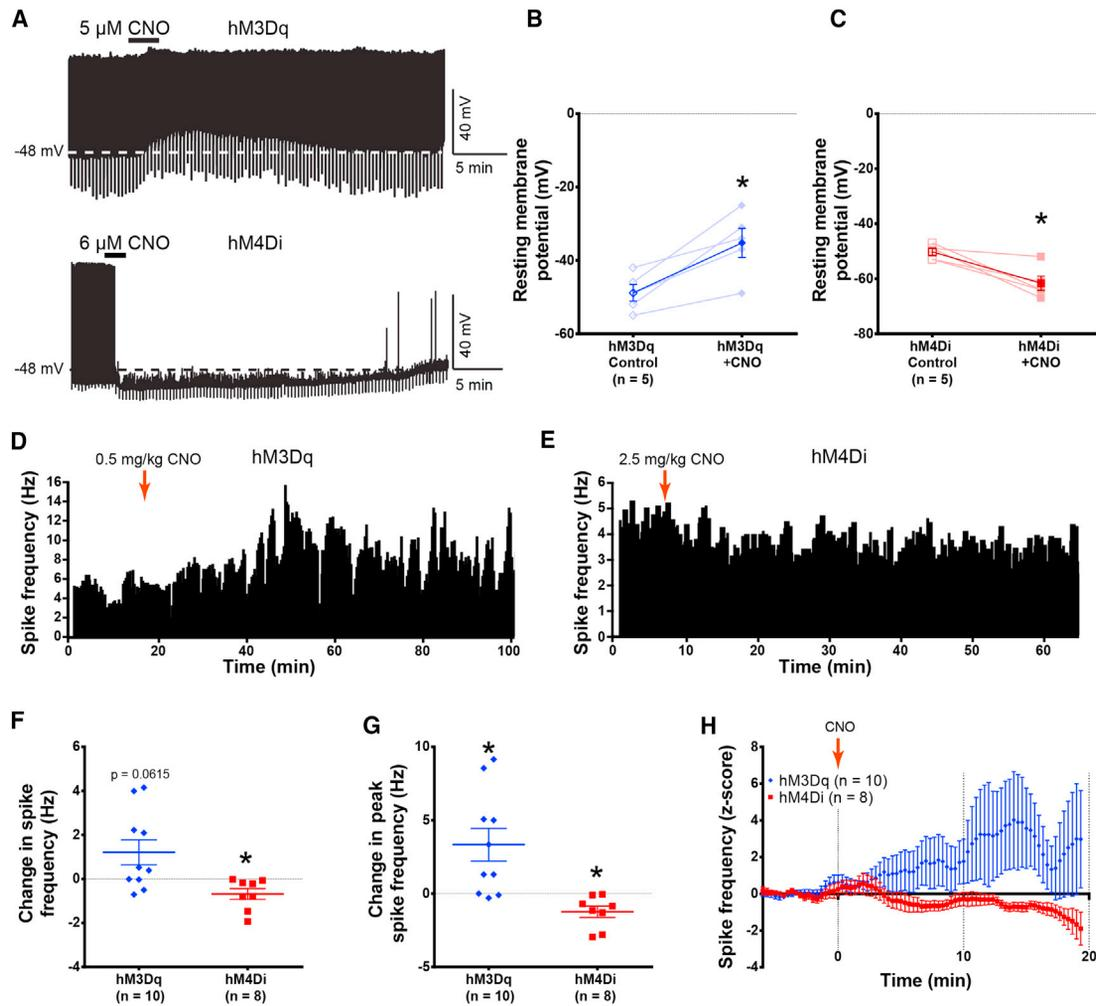 A
5 µM CNO
hM3Dq
-48 mV
40 mV
5 min
6 µM CNO
hM4Di
-48 mV
40 mV
5 min
B
Resting membrane
potential (mV)
0
-20
-40
-60
*
hM3Dq
Control
(n = 5)
hM3Dq
+CNO
C
Resting membrane
potential (mV)
0
-20
-40
-60
-80
*
hM4Di
Control
(n = 5)
hM4Di
+CNO
D
0.5 mg/kg CNO
hM3Dq
Spike frequency (Hz)
16
14
12
10
8
6
4
2
0
0 20 40 60 80 100
Time (min)
E
2.5 mg/kg CNO
hM4Di
Spike frequency (Hz)
6
5
4
3
2
1
0
0 10 20 30 40 50 60
Time (min)
F
Change in spike
frequency (Hz)
6
4
2
0
-2
-4
p = 0.0615
*
hM3Dq
(n = 10)
hM4Di
(n = 8)
G
Change in peak
spike frequency (Hz)
10
5
0
-5
*
*
hM3Dq
(n = 10)
hM4Di
(n = 8)
H
CNO
Spike frequency (z-score)
8
6
4
2
0
-2
-4
hM3Dq (n = 10)
hM4Di (n = 8)
0 10 20
Time (min)